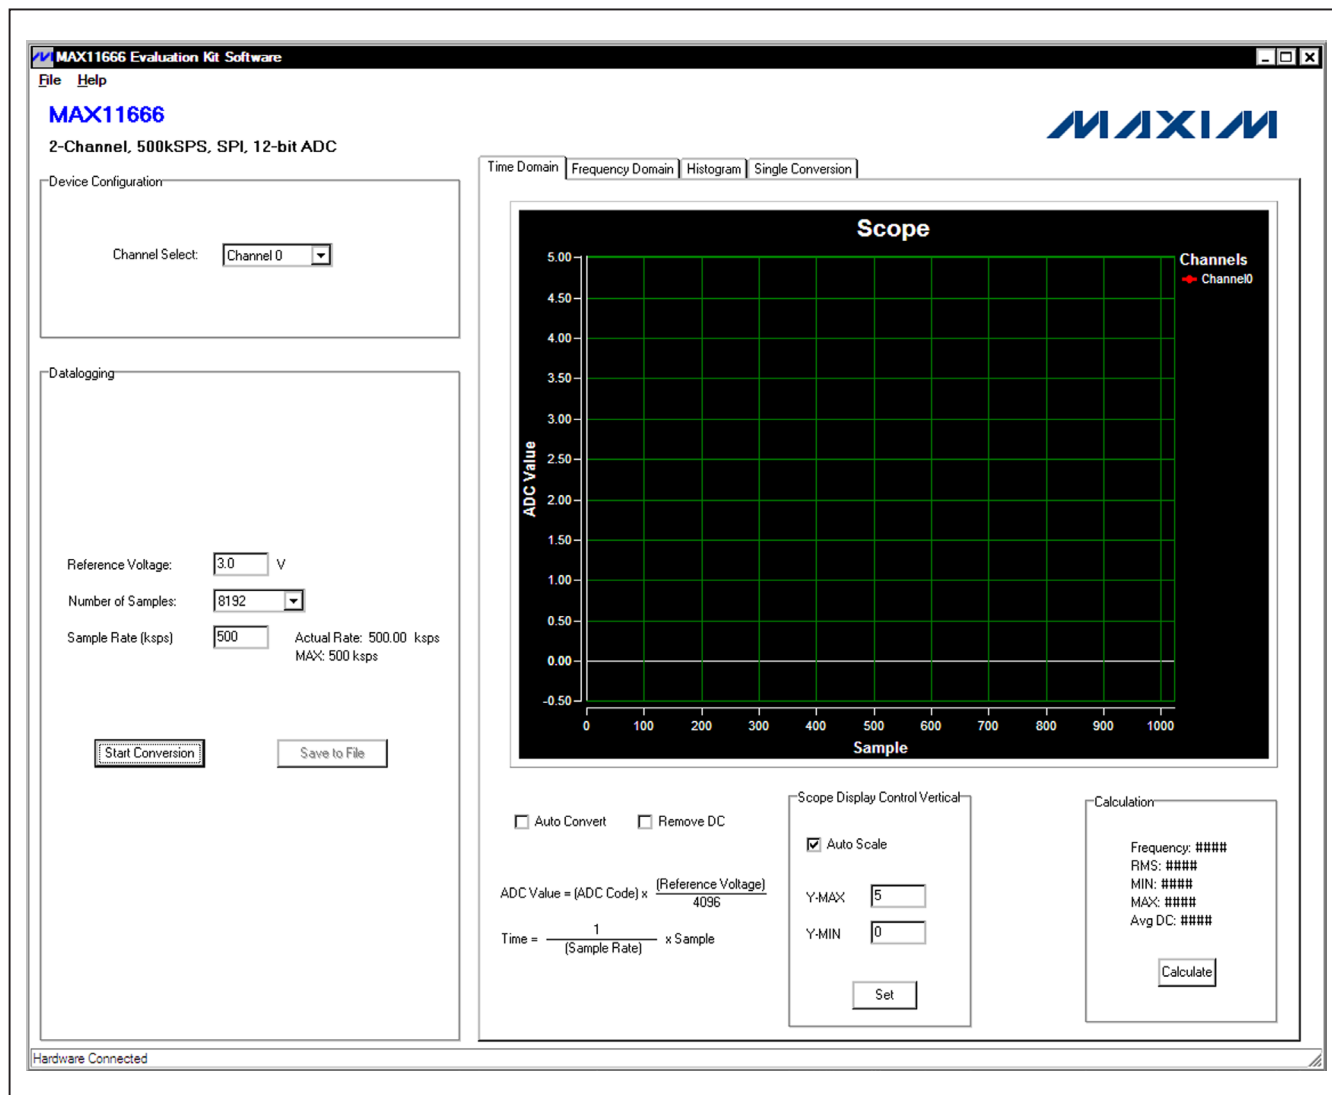 MAX11666 Evaluation Kit Software
File Help
MAX11666
2-Channel, 500kSPS, SPI, 12-bit ADC
MAXIM
Device Configuration
Channel Select: Channel 0
Datalogging
Reference Voltage: 3.0 V
Number of Samples: 8192
Sample Rate (ksps) 500 Actual Rate: 500.00 ksps
MAX: 500 ksps
Start Conversion Save to File
Time Domain Frequency Domain Histogram Single Conversion
Scope
Channels
Channel0
ADC Value
5.00
4.50
4.00
3.50
3.00
2.50
2.00
1.50
1.00
0.50
0.00
-0.50
0 100 200 300 400 500 600 700 800 900 1000
Sample
Auto Convert Remove DC
ADC Value = (ADC Code) x (Reference Voltage)
4096
Time = 1 x Sample
(Sample Rate)
Scope Display Control Vertical
Auto Scale
Y-MAX 5
Y-MIN 0
Set
Calculation
Frequency: ####
RMS: ####
MIN: ####
MAX: ####
Avg DC: ####
Calculate
Hardware Connected